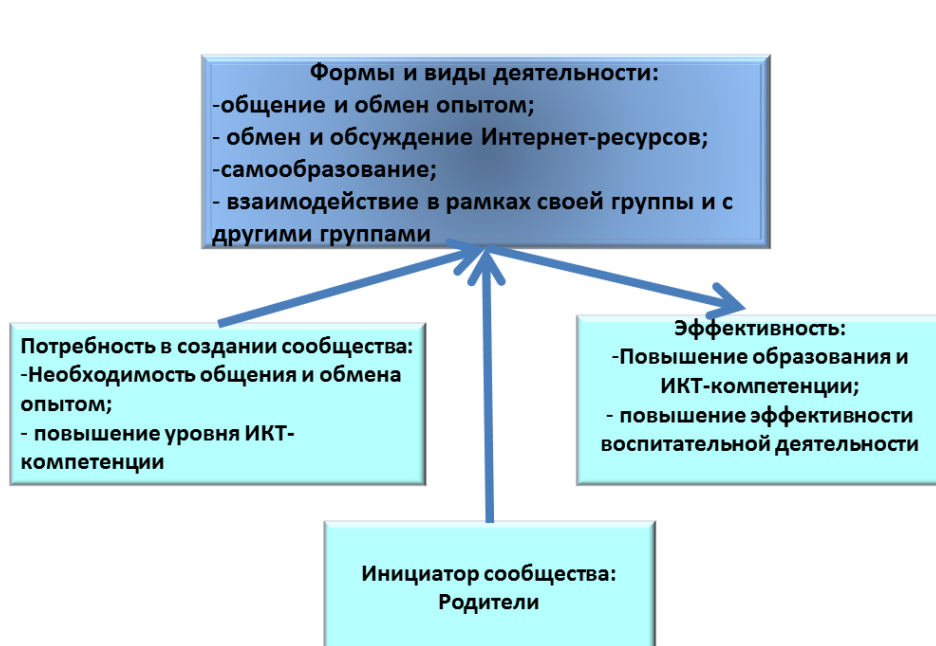 Формы и виды деятельности:
-общение и обмен опытом;
- обмен и обсуждение Интернет-ресурсов;
-самообразование;
- взаимодействие в рамках своей группы и с
другими группами
Потребность в создании сообщества:
-Необходимость общения и обмена
опытом;
- повышение уровня ИКТ-
компетенции
Эффективность:
-Повышение образования и
ИКТ-компетенции;
- повышение эффективности
воспитательной деятельности
Инициатор сообщества:
Родители